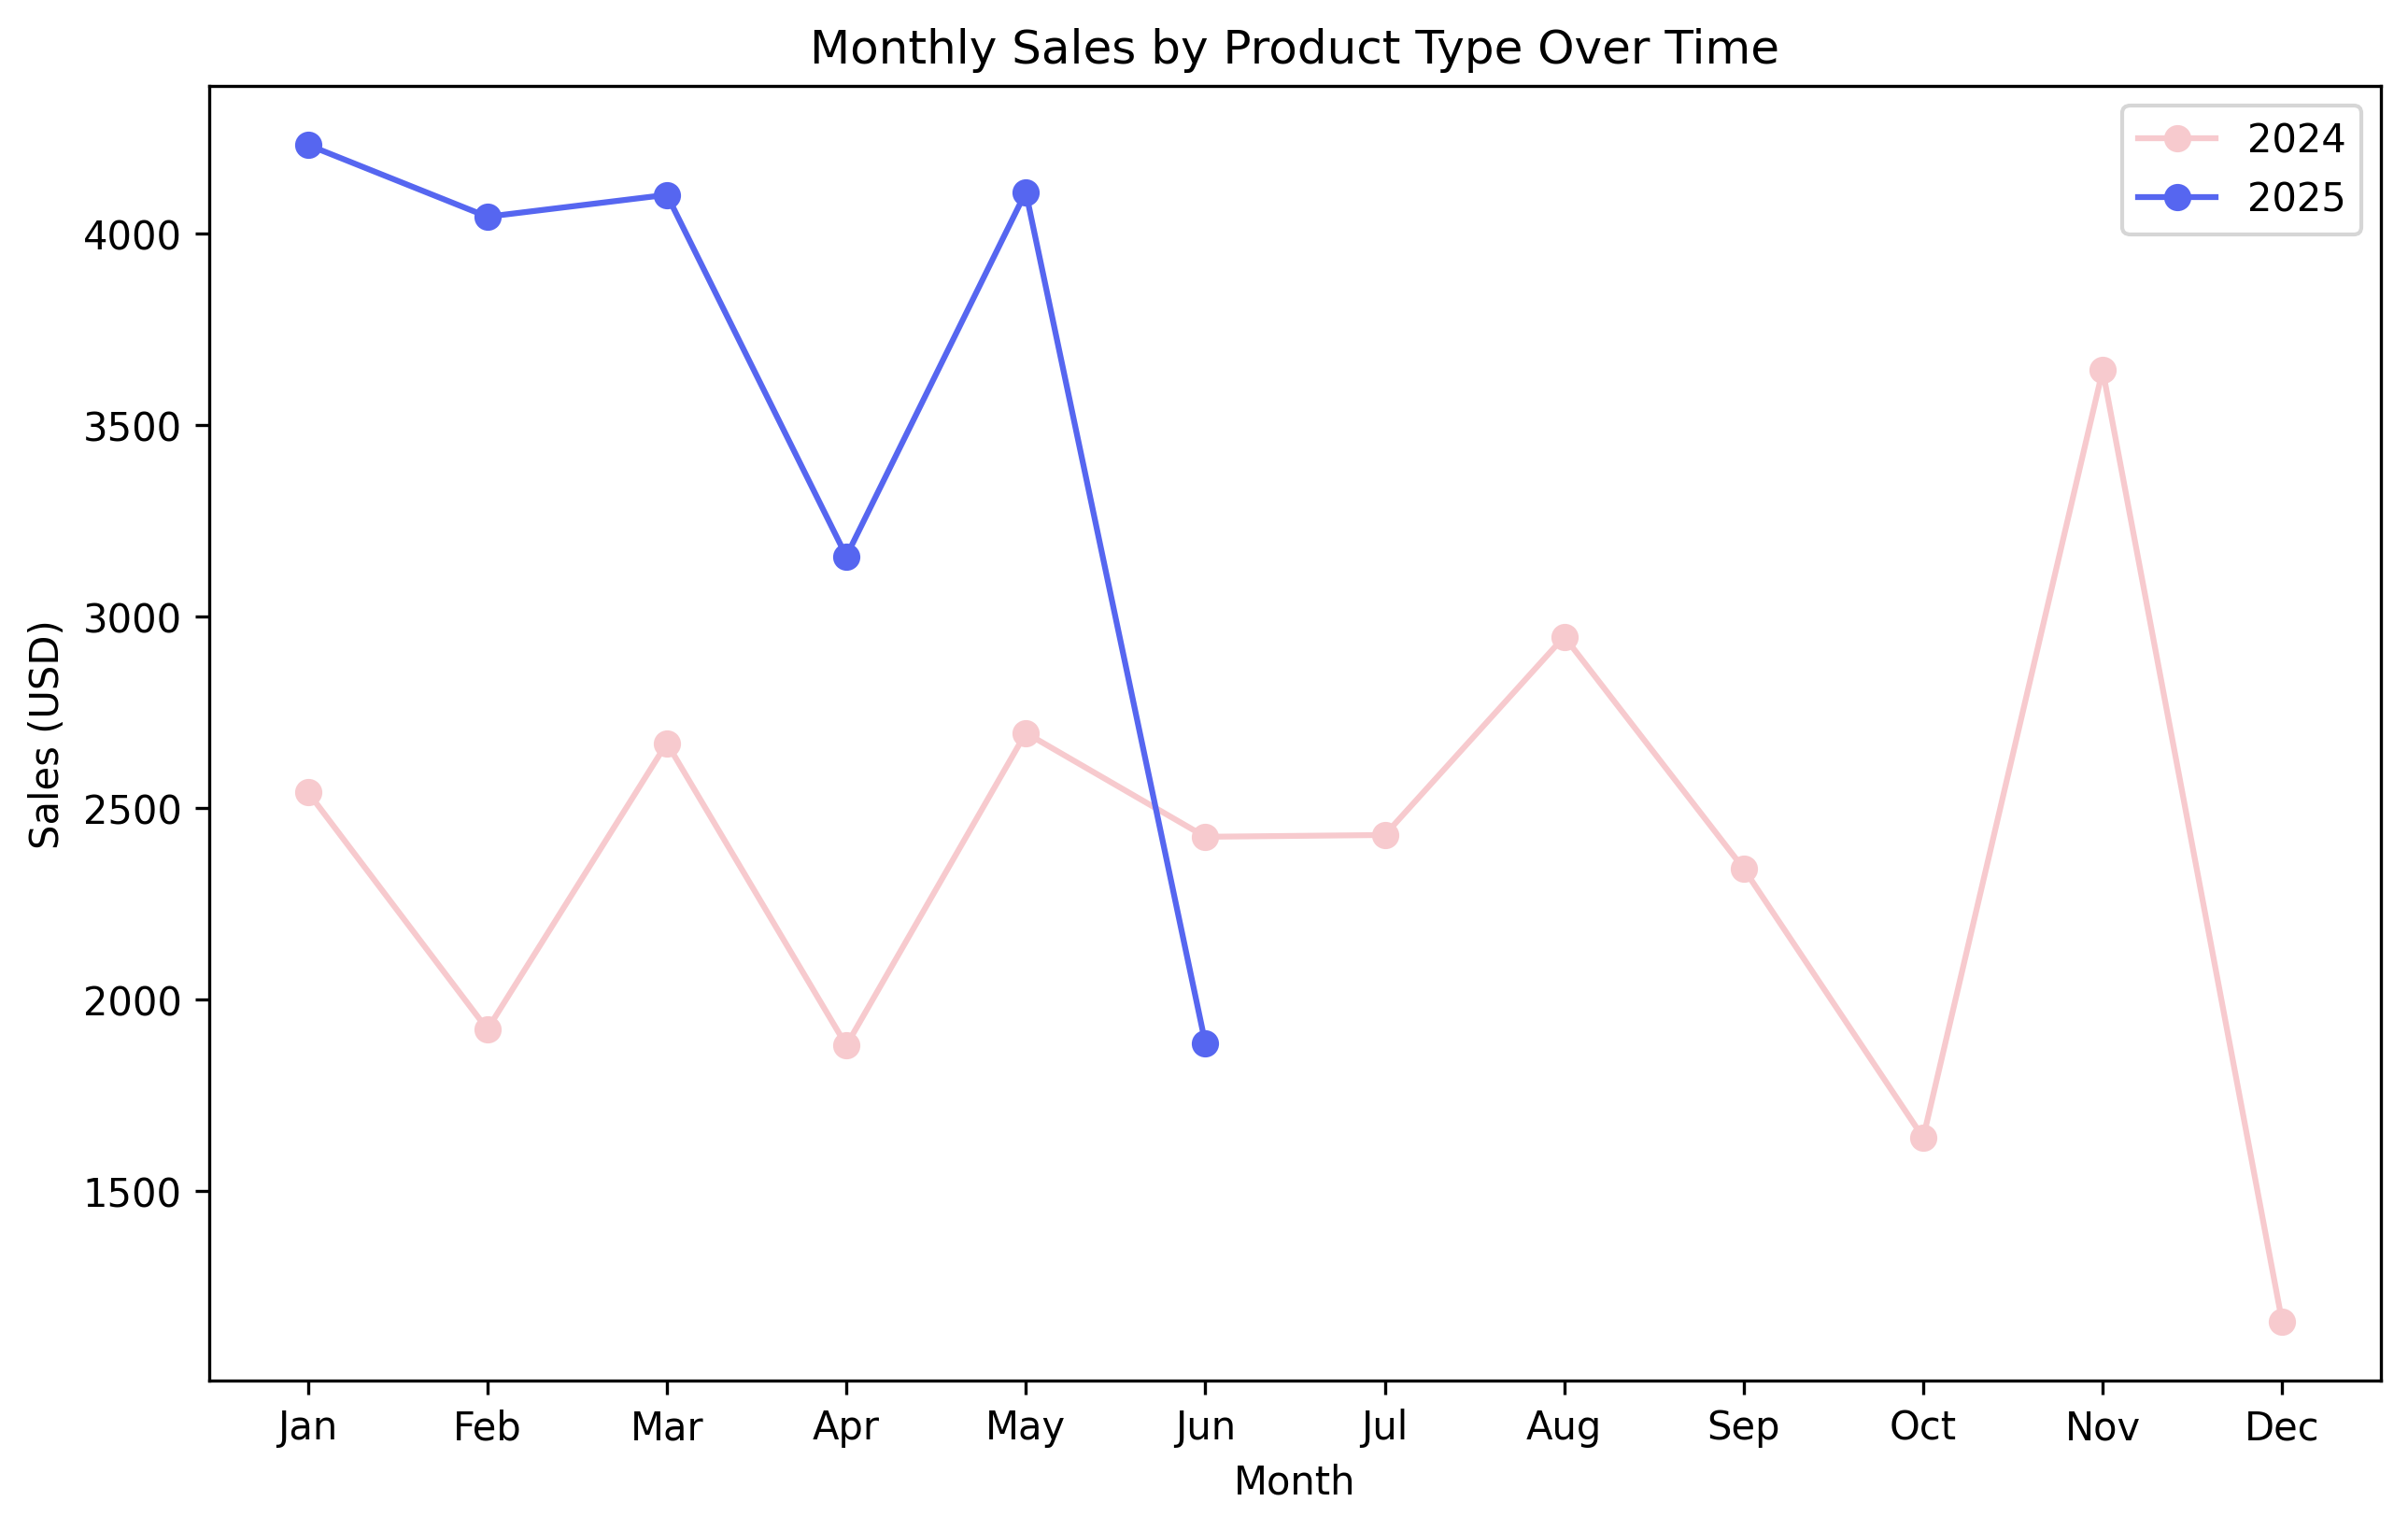 Monthly Sales by Product Type Over Time
2024
2025
Sales (USD)
4000
3500
3000
2500
2000
1500
Jan Feb Mar Apr May Jun Jul Aug Sep Oct Nov Dec
Month